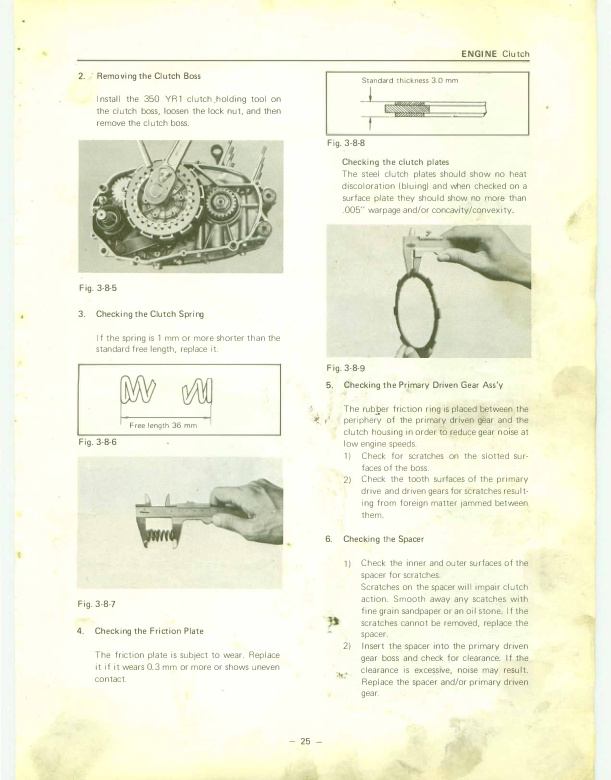 ENGINE Clutch
2. Removing the Clutch Boss
Install the 350 YR1 clutch holding tool on
the clutch boss, loosen the lock nut, and then
remove the clutch boss.
Fig. 3-8-5
3. Checking the Clutch Spring
If the spring is 1 mm or more shorter than the
standard free length, replace it.
Free length 36 mm
Fig. 3-8-6
Fig. 3-8-7
4. Checking the Friction Plate
The friction plate is subject to wear. Replace
it if it wears 0.3 mm or more or shows uneven
contact.
Standard thickness 3.0 mm
Fig. 3-8-8
Checking the clutch plates
The steel clutch plates should show no heat
discoloration (bluing) and when checked on a
surface plate they should show no more than
.005" warpage and/or concavity/convexity.
Fig. 3-8-9
5. Checking the Primary Driven Gear Ass'y
The rubber friction ring is placed between the
periphery of the primary driven gear and the
clutch housing in order to reduce gear noise at
low engine speeds.
1) Check for scratches on the slotted sur-
faces of the boss.
2) Check the tooth surfaces of the primary
drive and driven gears for scratches result-
ing from foreign matter jammed between
them.
6. Checking the Spacer
1) Check the inner and outer surfaces of the
spacer for scratches.
Scratches on the spacer will impair clutch
action. Smooth away any scatches with
fine grain sandpaper or an oil stone. If the
scratches cannot be removed, replace the
spacer.
2) Insert the spacer into the primary driven
gear boss and check for clearance. If the
clearance is excessive, noise may result.
Replace the spacer and/or primary driven
gear.
– 25 –